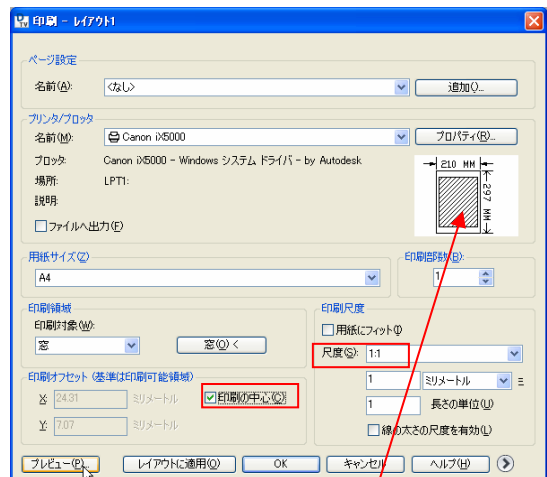 印刷 - レイアウト1
ページ設定
名前(A): <なし> 追加()...
プリンタ/プロッタ
名前(M): Canon iX5000 プロパティ(R)...
プロッタ: Canon iX5000 - Windows システム ドライバ - by Autodesk
場所: LPT1:
説明:
210 MM
297 MM
ファイルへ出力(F)
用紙サイズ(Z)
A4
印刷部数(B):
1
印刷領域
印刷対象(W):
窓 窓(O) <
印刷尺度
用紙にフィット(I)
尺度(S): 1:1
1 ミリメートル =
1 長さの単位(U)
線の太さの尺度を有効(L)
印刷オフセット (基準は印刷可能領域)
X: 24.31 ミリメートル 印刷の中心(C)
Y: 7.07 ミリメートル
プレビュー(P)... レイアウトに適用(O) OK キャンセル ヘルプ(H)